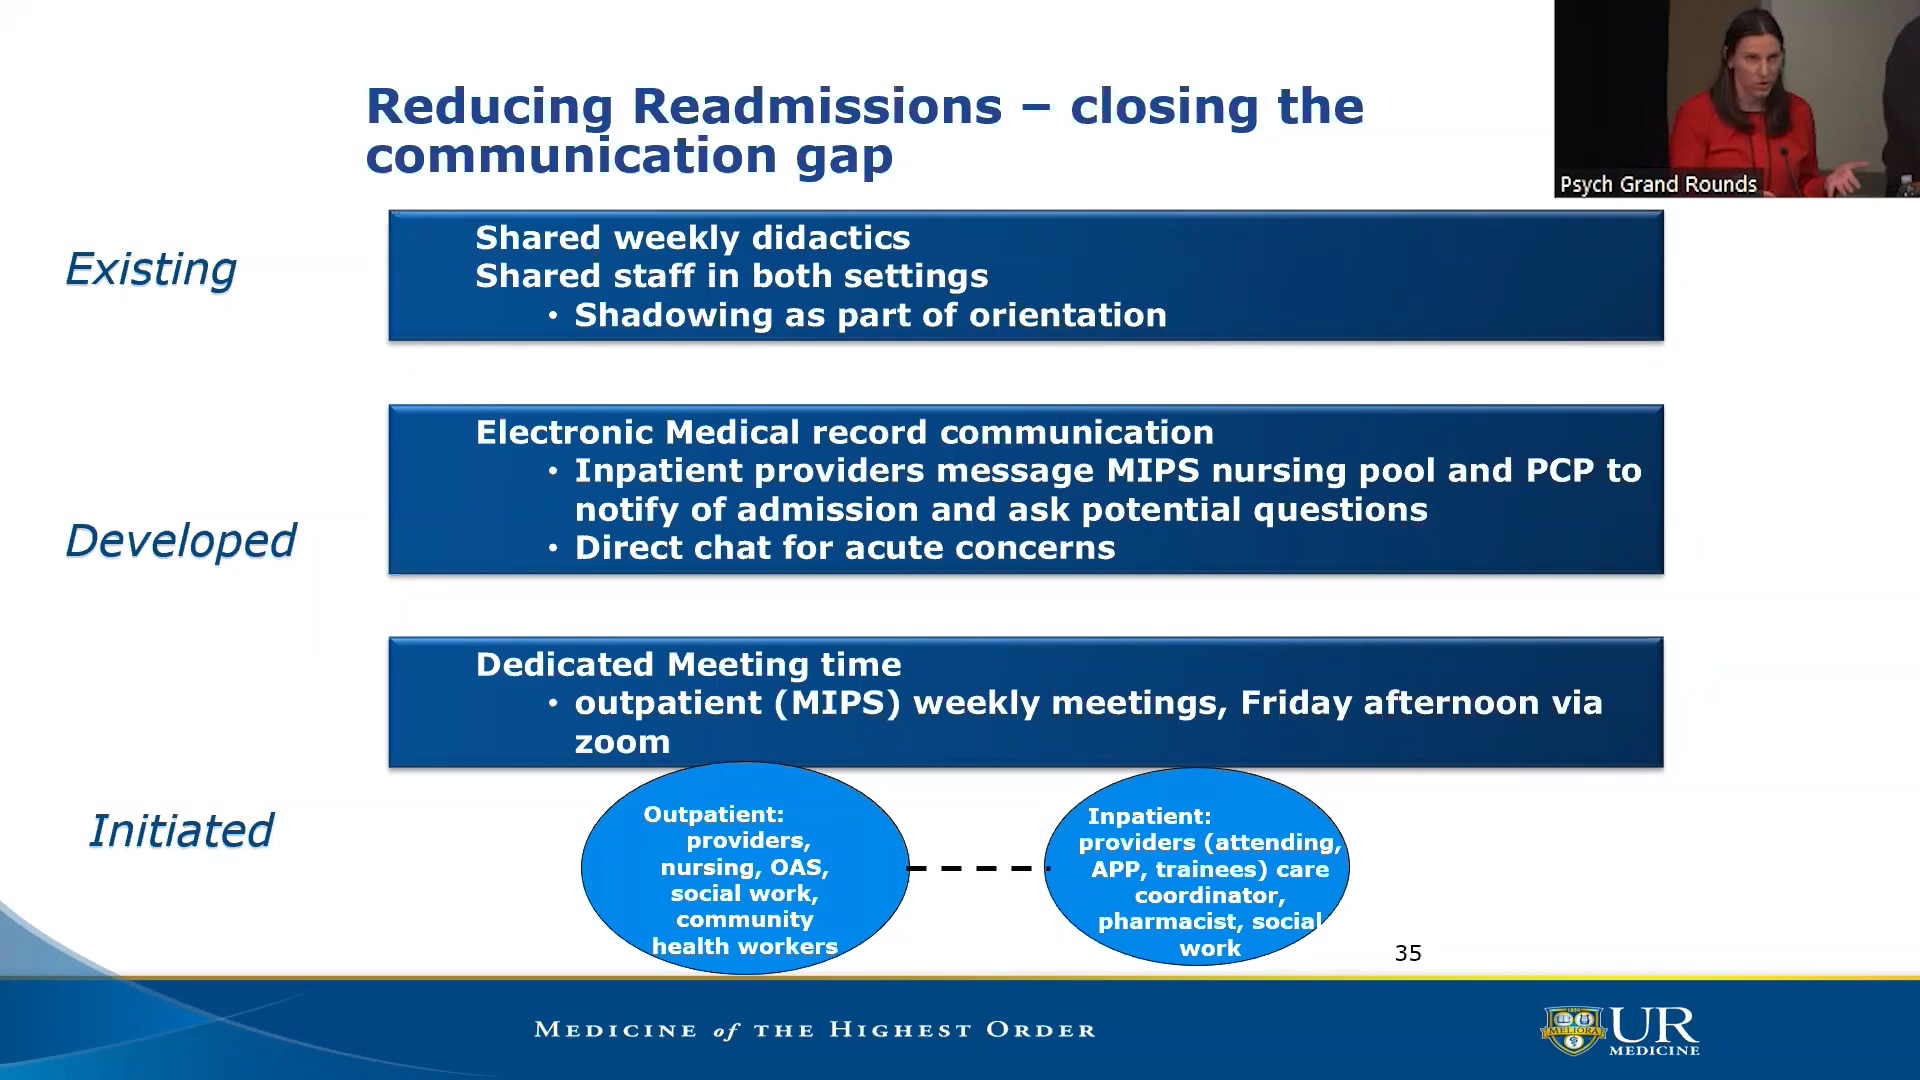 Reducing Readmissions – closing the
communication gap
Psych Grand Rounds
Existing
Shared weekly didactics
Shared staff in both settings
• Shadowing as part of orientation
Developed
Electronic Medical record communication
• Inpatient providers message MIPS nursing pool and PCP to
notify of admission and ask potential questions
• Direct chat for acute concerns
Initiated
Dedicated Meeting time
• outpatient (MIPS) weekly meetings, Friday afternoon via
zoom
Outpatient:
providers,
nursing, OAS,
social work,
community
health workers
Inpatient:
providers (attending,
APP, trainees) care
coordinator,
pharmacist, social
work
35
MEDICINE of THE HIGHEST ORDER
MELIORA
UR
MEDICINE